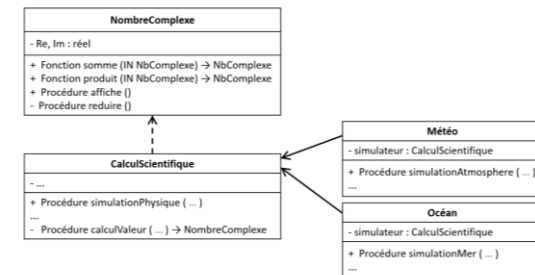 NombreComplexe
- Re, Im : réel
+ Fonction somme (IN NbComplexe) → NbComplexe
+ Fonction produit (IN NbComplexe) → NbComplexe
+ Procédure affiche ()
- Procédure reduire ()
CalculScientifique
- ...
+ Procédure simulationPhysique ( ... )
...
- Procédure calculValeur ( ... ) → NombreComplexe
Météo
- simulateur : CalculScientifique
+ Procédure simulationAtmosphere ( ... )
...
Océan
- simulateur : CalculScientifique
+ Procédure simulationMer ( ... )
...